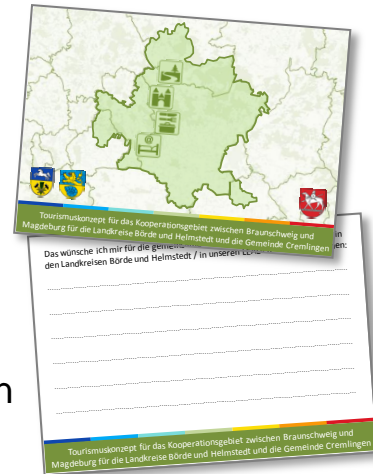 @
Tourismuskonzept für das Kooperationsgebiet zwischen Braunschweig und
Magdeburg für die Landkreise Börde und Helmstedt und die Gemeinde Cremlingen
Das wünsche ich mir für die
den Landkreisen Börde und Helmstedt / in unseren
Tourismuskonzept für das Kooperationsgebiet zwischen Braunschweig und
Magdeburg für die Landkreise Börde und Helmstedt und die Gemeinde Cremlingen